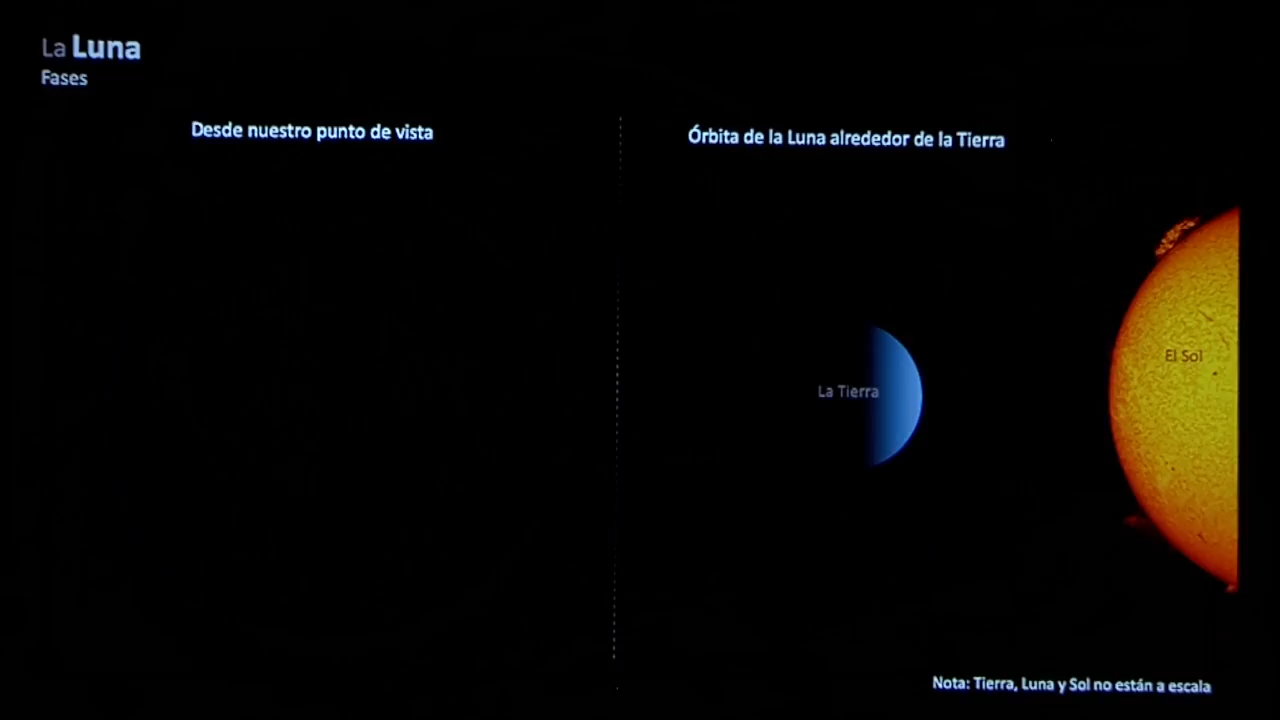 La Luna
Fases
Desde nuestro punto de vista
Órbita de la Luna alrededor de la Tierra
El Sol
La Tierra
Nota: Tierra, Luna y Sol no están a escala